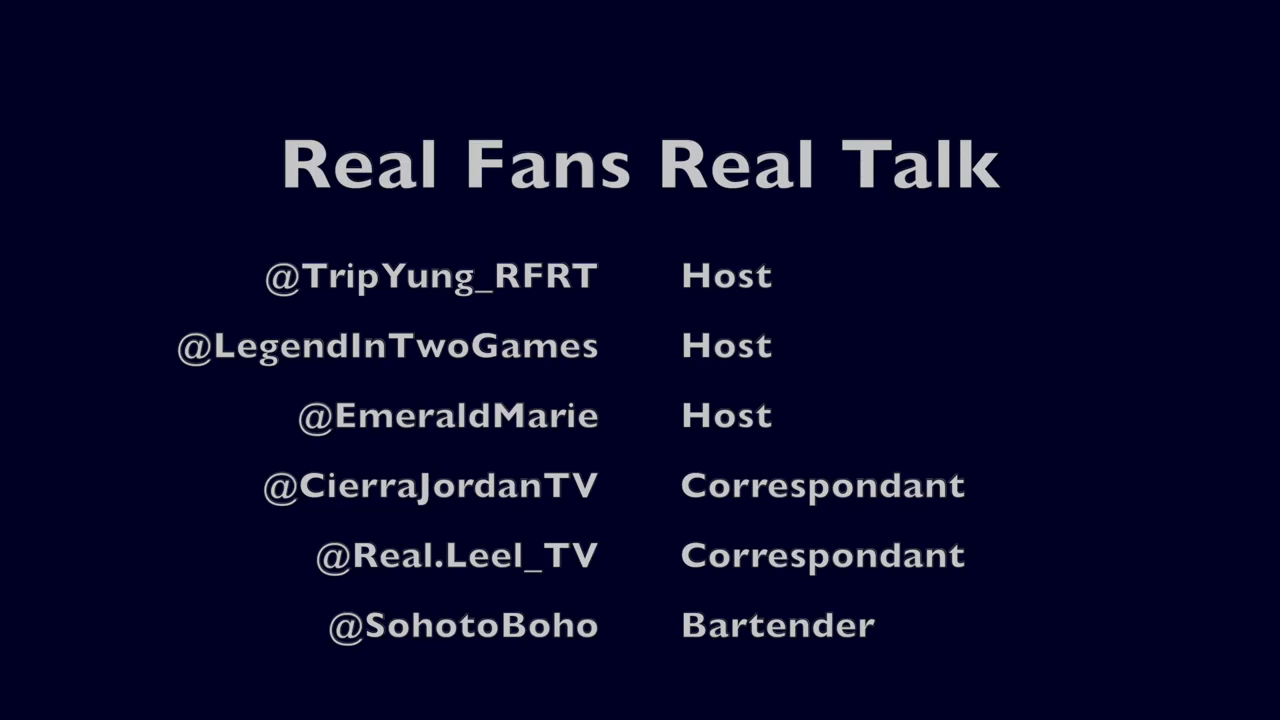 Real Fans Real Talk
@TripYung_RFRT Host
@LegendInTwoGames Host
@EmeraldMarie Host
@CierraJordanTV Correspondant
@Real.Leel_TV Correspondant
@SohotoBoho Bartender